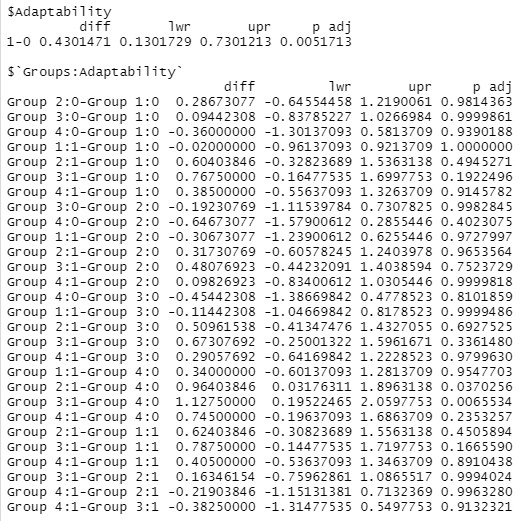 $Adaptability
diff lwr upr p adj
1-0 0.4301471 0.1301729 0.7301213 0.0051713
$`Groups:Adaptability`
diff lwr upr p adj
Group 2:0-Group 1:0 0.28673077 -0.64554458 1.2190061 0.9814363
Group 3:0-Group 1:0 0.09442308 -0.83785227 1.0266984 0.9999861
Group 4:0-Group 1:0 -0.36000000 -1.30137093 0.5813709 0.9390188
Group 1:1-Group 1:0 -0.02000000 -0.96137093 0.9213709 1.0000000
Group 2:1-Group 1:0 0.60403846 -0.32823689 1.5363138 0.4945271
Group 3:1-Group 1:0 0.76750000 -0.16477535 1.6997753 0.1922496
Group 4:1-Group 1:0 0.38500000 -0.55637093 1.3263709 0.9145782
Group 3:0-Group 2:0 -0.19230769 -1.11539784 0.7307825 0.9982845
Group 4:0-Group 2:0 -0.64673077 -1.57900612 0.2855446 0.4023075
Group 1:1-Group 2:0 -0.30673077 -1.23900612 0.6255446 0.9727997
Group 2:1-Group 2:0 0.31730769 -0.60578245 1.2403978 0.9653564
Group 3:1-Group 2:0 0.48076923 -0.44232091 1.4038594 0.7523729
Group 4:1-Group 2:0 0.09826923 -0.83400612 1.0305446 0.9999818
Group 4:0-Group 3:0 -0.45442308 -1.38669842 0.4778523 0.8101859
Group 1:1-Group 3:0 -0.11442308 -1.04669842 0.8178523 0.9999486
Group 2:1-Group 3:0 0.50961538 -0.41347476 1.4327055 0.6927525
Group 3:1-Group 3:0 0.67307692 -0.25001322 1.5961671 0.3361480
Group 4:1-Group 3:0 0.29057692 -0.64169842 1.2228523 0.9799630
Group 1:1-Group 4:0 0.34000000 -0.60137093 1.2813709 0.9547703
Group 2:1-Group 4:0 0.96403846 0.03176311 1.8963138 0.0370256
Group 3:1-Group 4:0 1.12750000 0.19522465 2.0597753 0.0065534
Group 4:1-Group 4:0 0.74500000 -0.19637093 1.6863709 0.2353257
Group 2:1-Group 1:1 0.62403846 -0.30823689 1.5563138 0.4505894
Group 3:1-Group 1:1 0.78750000 -0.14477535 1.7197753 0.1665590
Group 4:1-Group 1:1 0.40500000 -0.53637093 1.3463709 0.8910438
Group 3:1-Group 2:1 0.16346154 -0.75962861 1.0865517 0.9994024
Group 4:1-Group 2:1 -0.21903846 -1.15131381 0.7132369 0.9963280
Group 4:1-Group 3:1 -0.38250000 -1.31477535 0.5497753 0.9132321